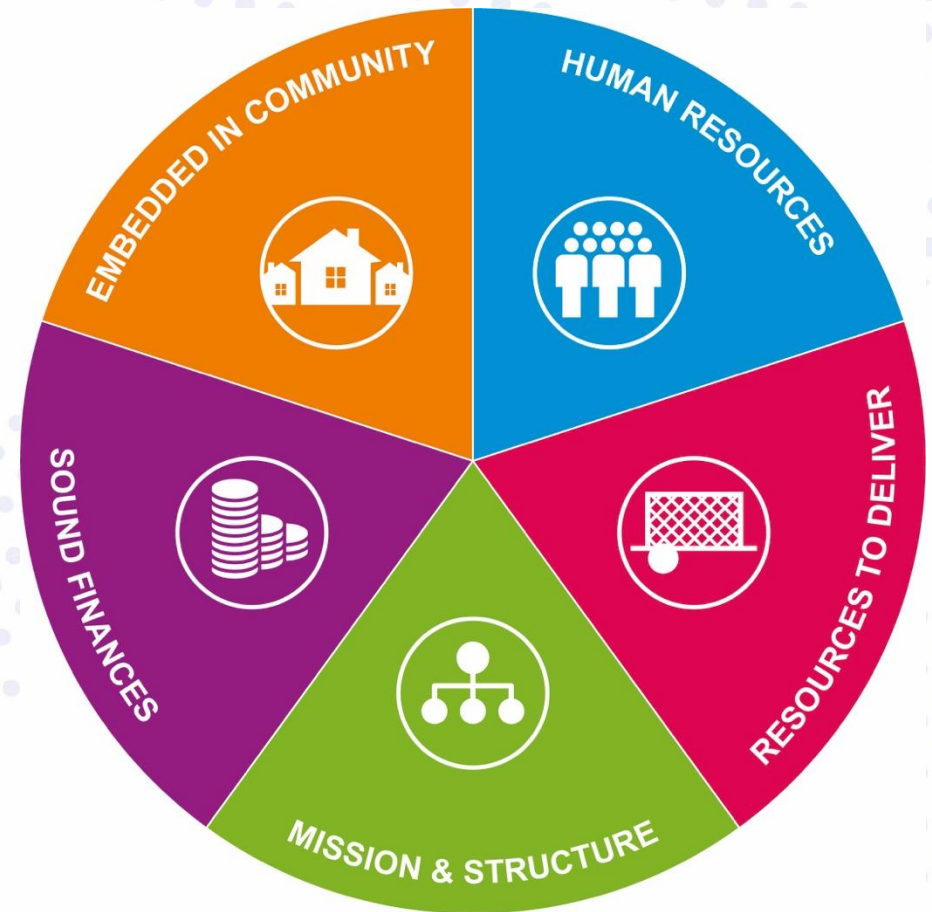 EMBEDDED IN COMMUNITY
HUMAN RESOURCES
RESOURCES TO DELIVER
MISSION & STRUCTURE
SOUND FINANCES